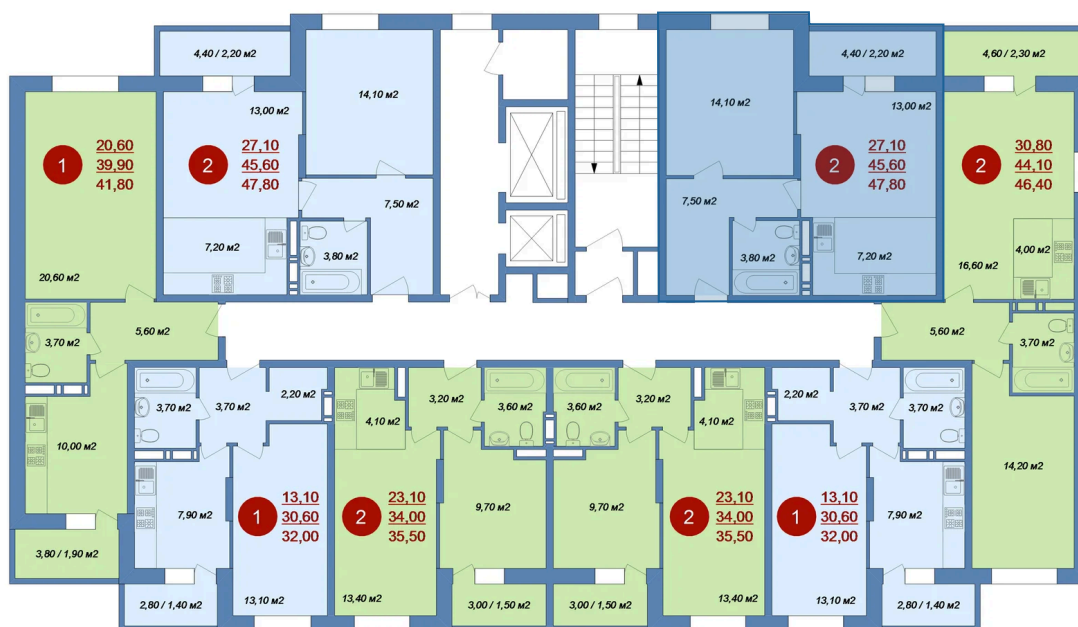 4,40 / 2,20 м2
14,10 м2
13,00 м2
2
27,10
45,60
47,80
7,50 м2
7,20 м2
3,80 м2
1
20,60
39,90
41,80
20,60 м2
5,60 м2
3,70 м2
10,00 м2
3,80 / 1,90 м2
14,10 м2
4,40 / 2,20 м2
13,00 м2
2
27,10
45,60
47,80
7,50 м2
3,80 м2
7,20 м2
4,60 / 2,30 м2
2
30,80
44,10
46,40
4,00 м2
16,60 м2
5,60 м2
3,70 м2
14,20 м2
3,70 м2
3,70 м2
2,20 м2
7,90 м2
1
13,10
30,60
32,00
13,10 м2
2,80 / 1,40 м2
4,10 м2
3,20 м2
3,60 м2
2
23,10
34,00
35,50
9,70 м2
13,40 м2
3,00 / 1,50 м2
3,60 м2
3,20 м2
4,10 м2
9,70 м2
2
23,10
34,00
35,50
13,40 м2
3,00 / 1,50 м2
2,20 м2
3,70 м2
3,70 м2
1
13,10
30,60
32,00
7,90 м2
13,10 м2
2,80 / 1,40 м2